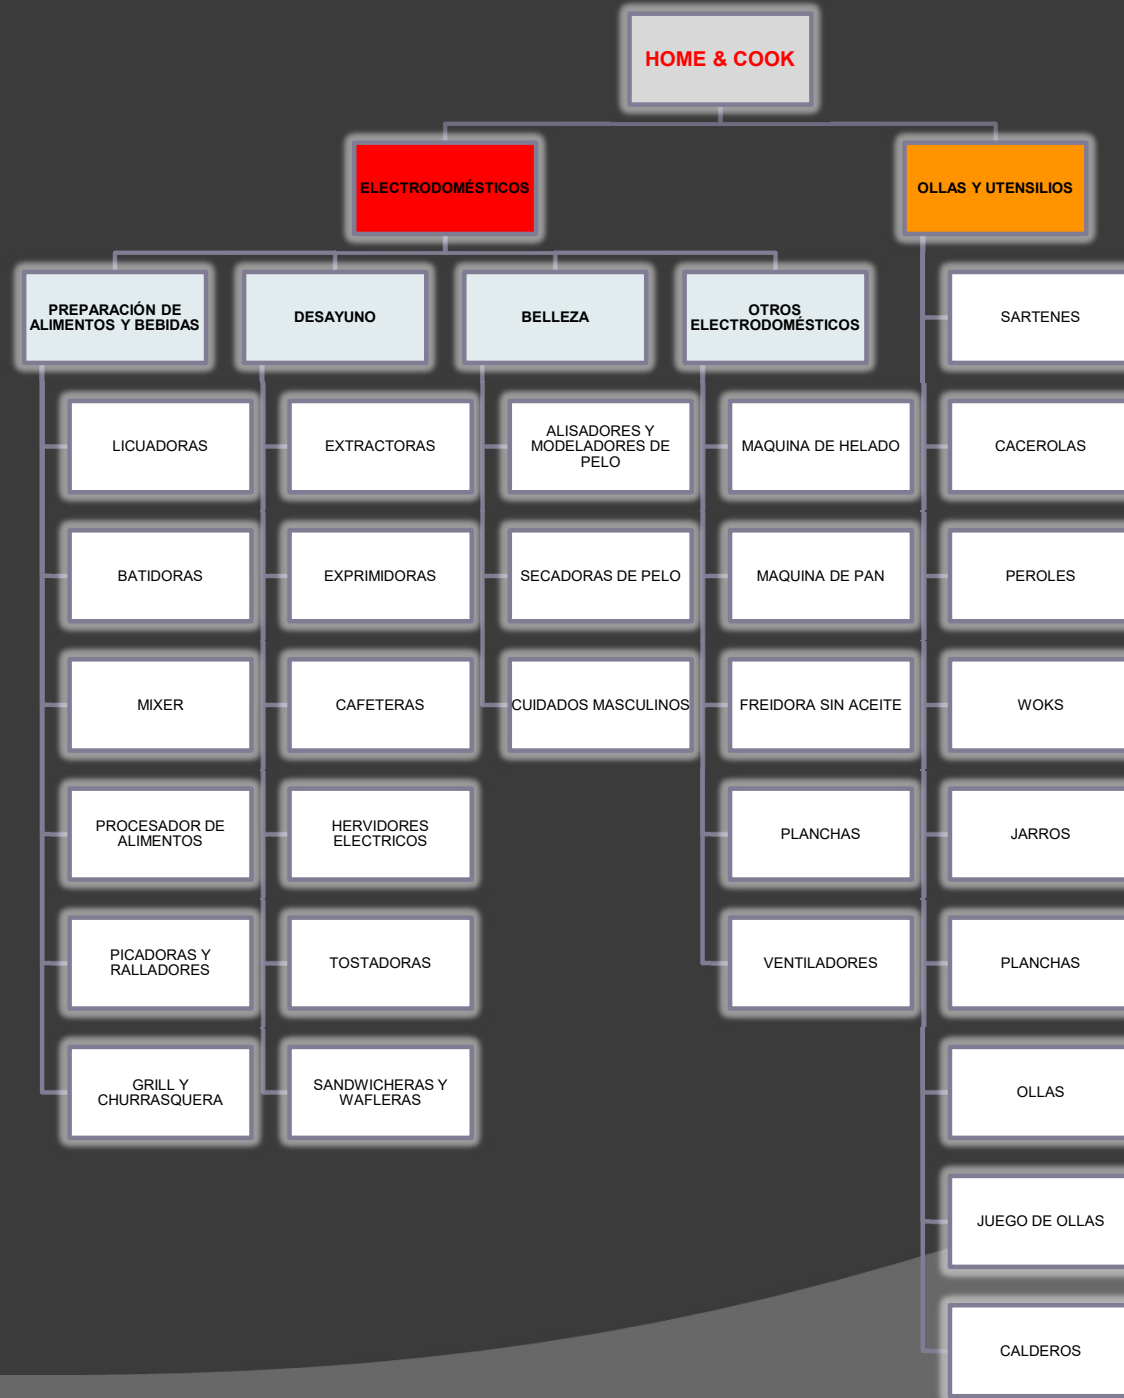 HOME & COOK
ELECTRODOMÉSTICOS
OLLAS Y UTENSILIOS
PREPARACIÓN DE
ALIMENTOS Y BEBIDAS
DESAYUNO
BELLEZA
OTROS
ELECTRODOMÉSTICOS
LICUADORAS
BATIDORAS
MIXER
PROCESADOR DE
ALIMENTOS
PICADORAS Y
RALLADORES
GRILL Y
CHURRASQUERA
EXTRACTORAS
EXPRIMIDORAS
CAFETERAS
HERVIDORES
ELECTRICOS
TOSTADORAS
SANDWICHERAS Y
WAFLERAS
ALISADORES Y
MODELADORES DE
PELO
SECADORAS DE PELO
CUIDADOS MASCULINOS
MAQUINA DE HELADO
MAQUINA DE PAN
FREIDORA SIN ACEITE
PLANCHAS
VENTILADORES
SARTENES
CACEROLAS
PEROLES
WOKS
JARROS
PLANCHAS
OLLAS
JUEGO DE OLLAS
CALDEROS